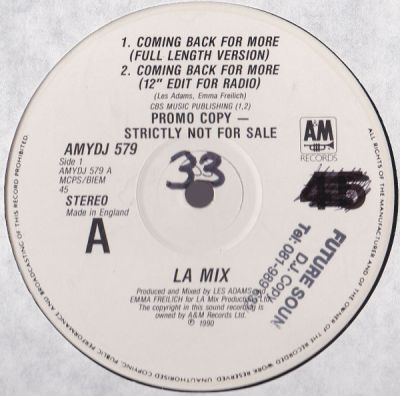 1. COMING BACK FOR MORE
(FULL LENGTH VERSION)
2. COMING BACK FOR MORE
(12" EDIT FOR RADIO)
(Les Adams, Emma Freilich)
CBS MUSIC PUBLISHING (1,2)
PROMO COPY —
STRICTLY NOT FOR SALE
AMYDJ 579
Side 1
AMYDJ 579 A
MCPS/BIEM
45
STEREO
Made in England
A
33
A&M
RECORDS
45
FUTURE SOUN
D.J. COPY
Tel: 081-989
LA MIX
Produced and Mixed by LES ADAMS
EMMA FREILICH for LA Mix Productions Ltd.
The copyright in this sound recording is
owned by A&M Records Ltd.
℗ 1990
ALL RIGHTS OF THE MANUFACTURER AND OF THE OWNER OF THE RECORDED WORK RESERVED. UNAUTHORISED COPYING, PUBLIC PERFORMANCE AND BROADCASTING OF THIS RECORD PROHIBITED.